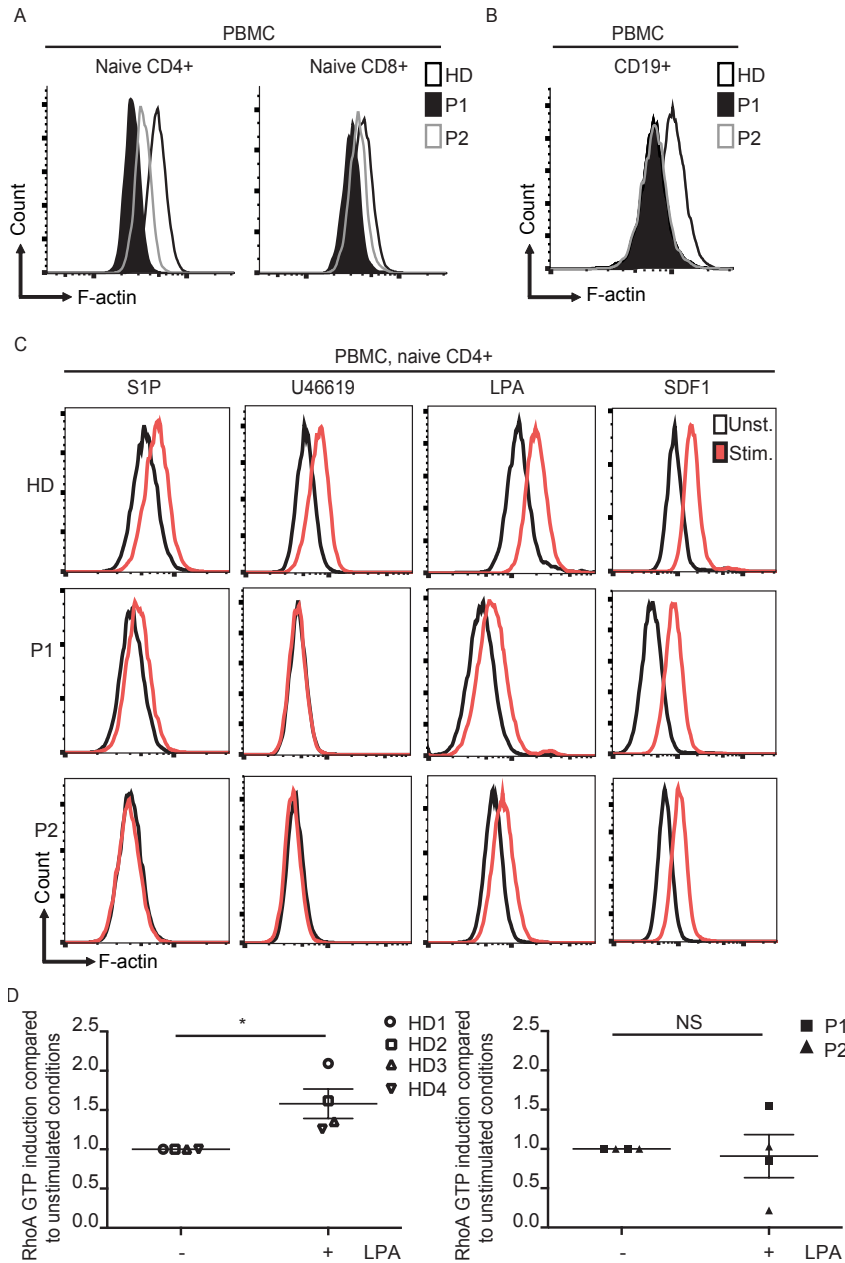 A
PBMC
Naive CD4+
Naive CD8+
HD
P1
P2
Count
F-actin
B
PBMC
CD19+
HD
P1
P2
Count
F-actin
C
PBMC, naive CD4+
S1P
U46619
LPA
SDF1
HD
Unst.
Stim.
P1
P2
Count
F-actin
D
RhoA GTP induction compared
to unstimulated conditions
2.5
2.0
1.5
1.0
0.5
0.0
*
-
+
LPA
HD1
HD2
HD3
HD4
RhoA GTP induction compared
to unstimulated conditions
2.5
2.0
1.5
1.0
0.5
0.0
NS
-
+
LPA
P1
P2